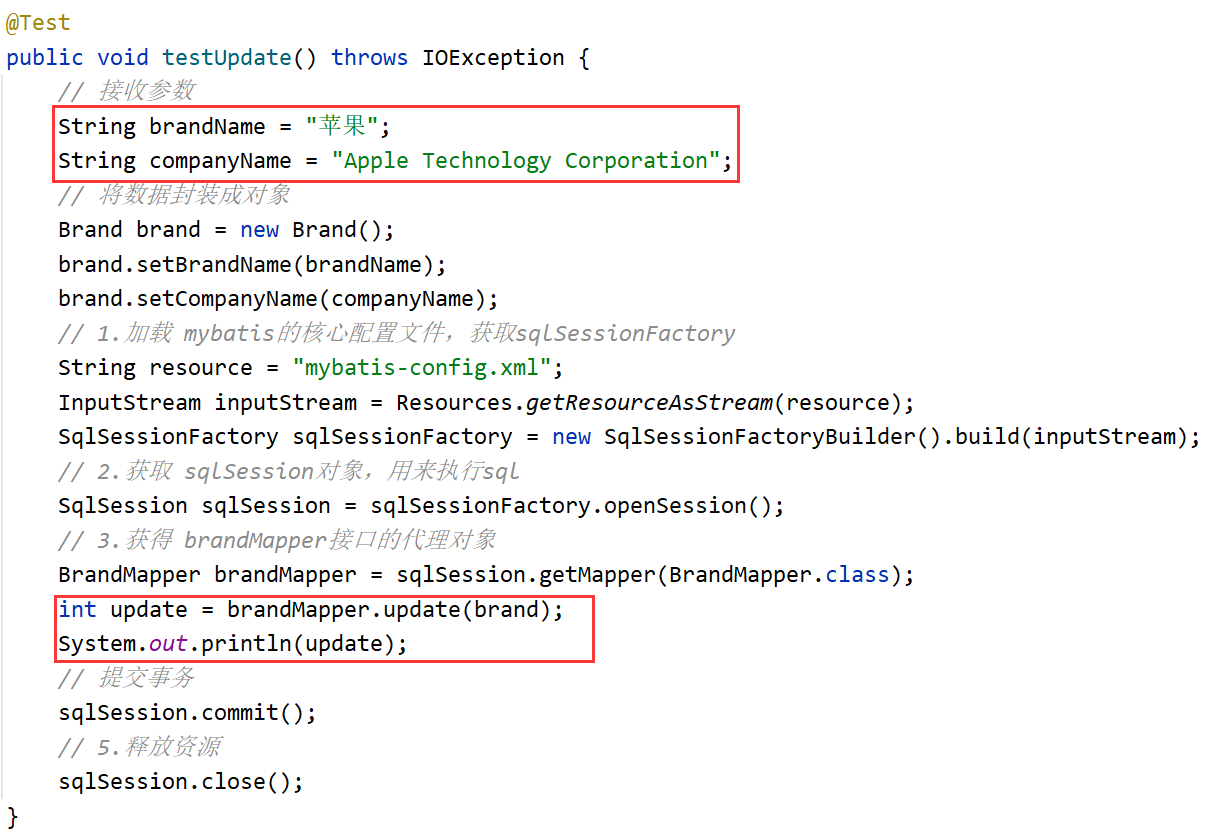 @Test
public void testUpdate() throws IOException {
// 接收参数
String brandName = "苹果";
String companyName = "Apple Technology Corporation";
// 将数据封装成对象
Brand brand = new Brand();
brand.setBrandName(brandName);
brand.setCompanyName(companyName);
// 1.加载 mybatis的核心配置文件，获取sqlSessionFactory
String resource = "mybatis-config.xml";
InputStream inputStream = Resources.getResourceAsStream(resource);
SqlSessionFactory sqlSessionFactory = new SqlSessionFactoryBuilder().build(inputStream);
// 2.获取 sqlSession对象，用来执行sql
SqlSession sqlSession = sqlSessionFactory.openSession();
// 3.获得 brandMapper接口的代理对象
BrandMapper brandMapper = sqlSession.getMapper(BrandMapper.class);
int update = brandMapper.update(brand);
System.out.println(update);
// 提交事务
sqlSession.commit();
// 5.释放资源
sqlSession.close();
}